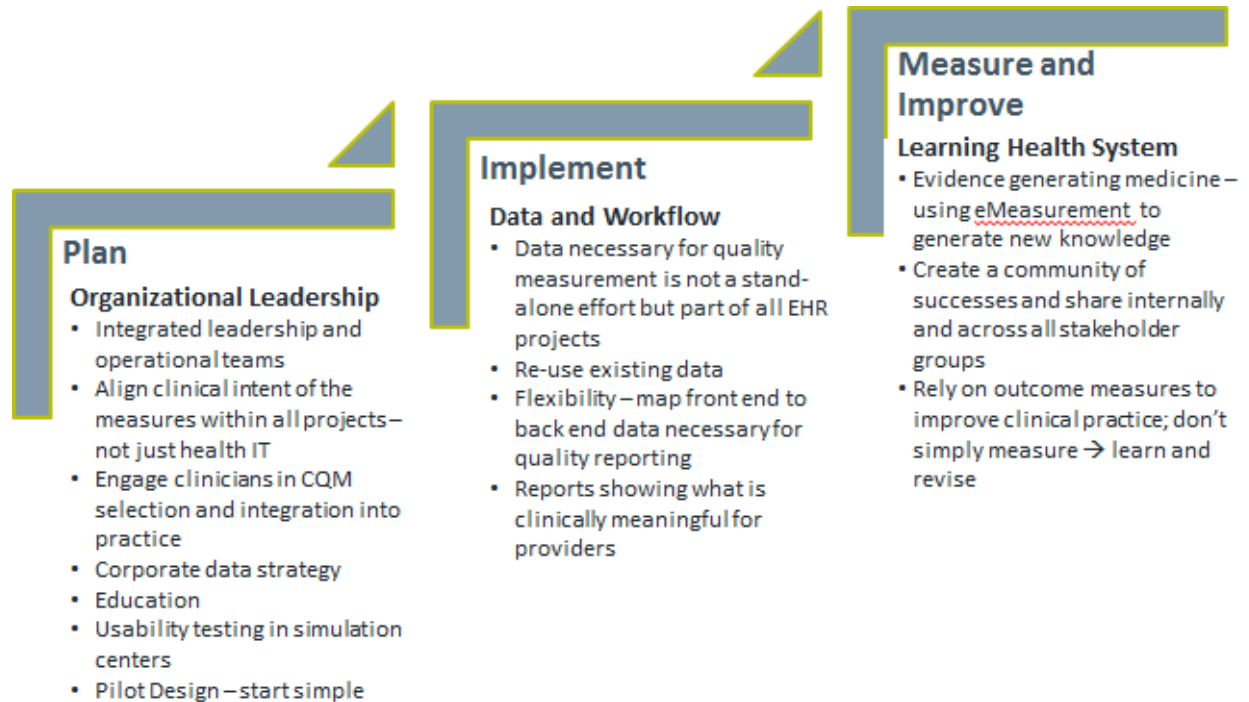 Plan
Organizational Leadership
• Integrated leadership and
operational teams
• Align clinical intent of the
measures within all projects–
not just health IT
• Engage clinicians in CQM
selection and integration into
practice
• Corporate data strategy
• Education
• Usability testing in simulation
centers
• Pilot Design – start simple
Implement
Data and Workflow
• Data necessary for quality
measurement is not a stand-
alone effort but part of all EHR
projects
• Re-use existing data
• Flexibility – map front end to
back end data necessary for
quality reporting
• Reports showing what is
clinically meaningful for
providers
Measure and
Improve
Learning Health System
• Evidence generating medicine –
using eMeasurement to
generate new knowledge
• Create a community of
successes and share internally
and across all stakeholder
groups
• Rely on outcome measures to
improve clinical practice; don't
simply measure → learn and
revise